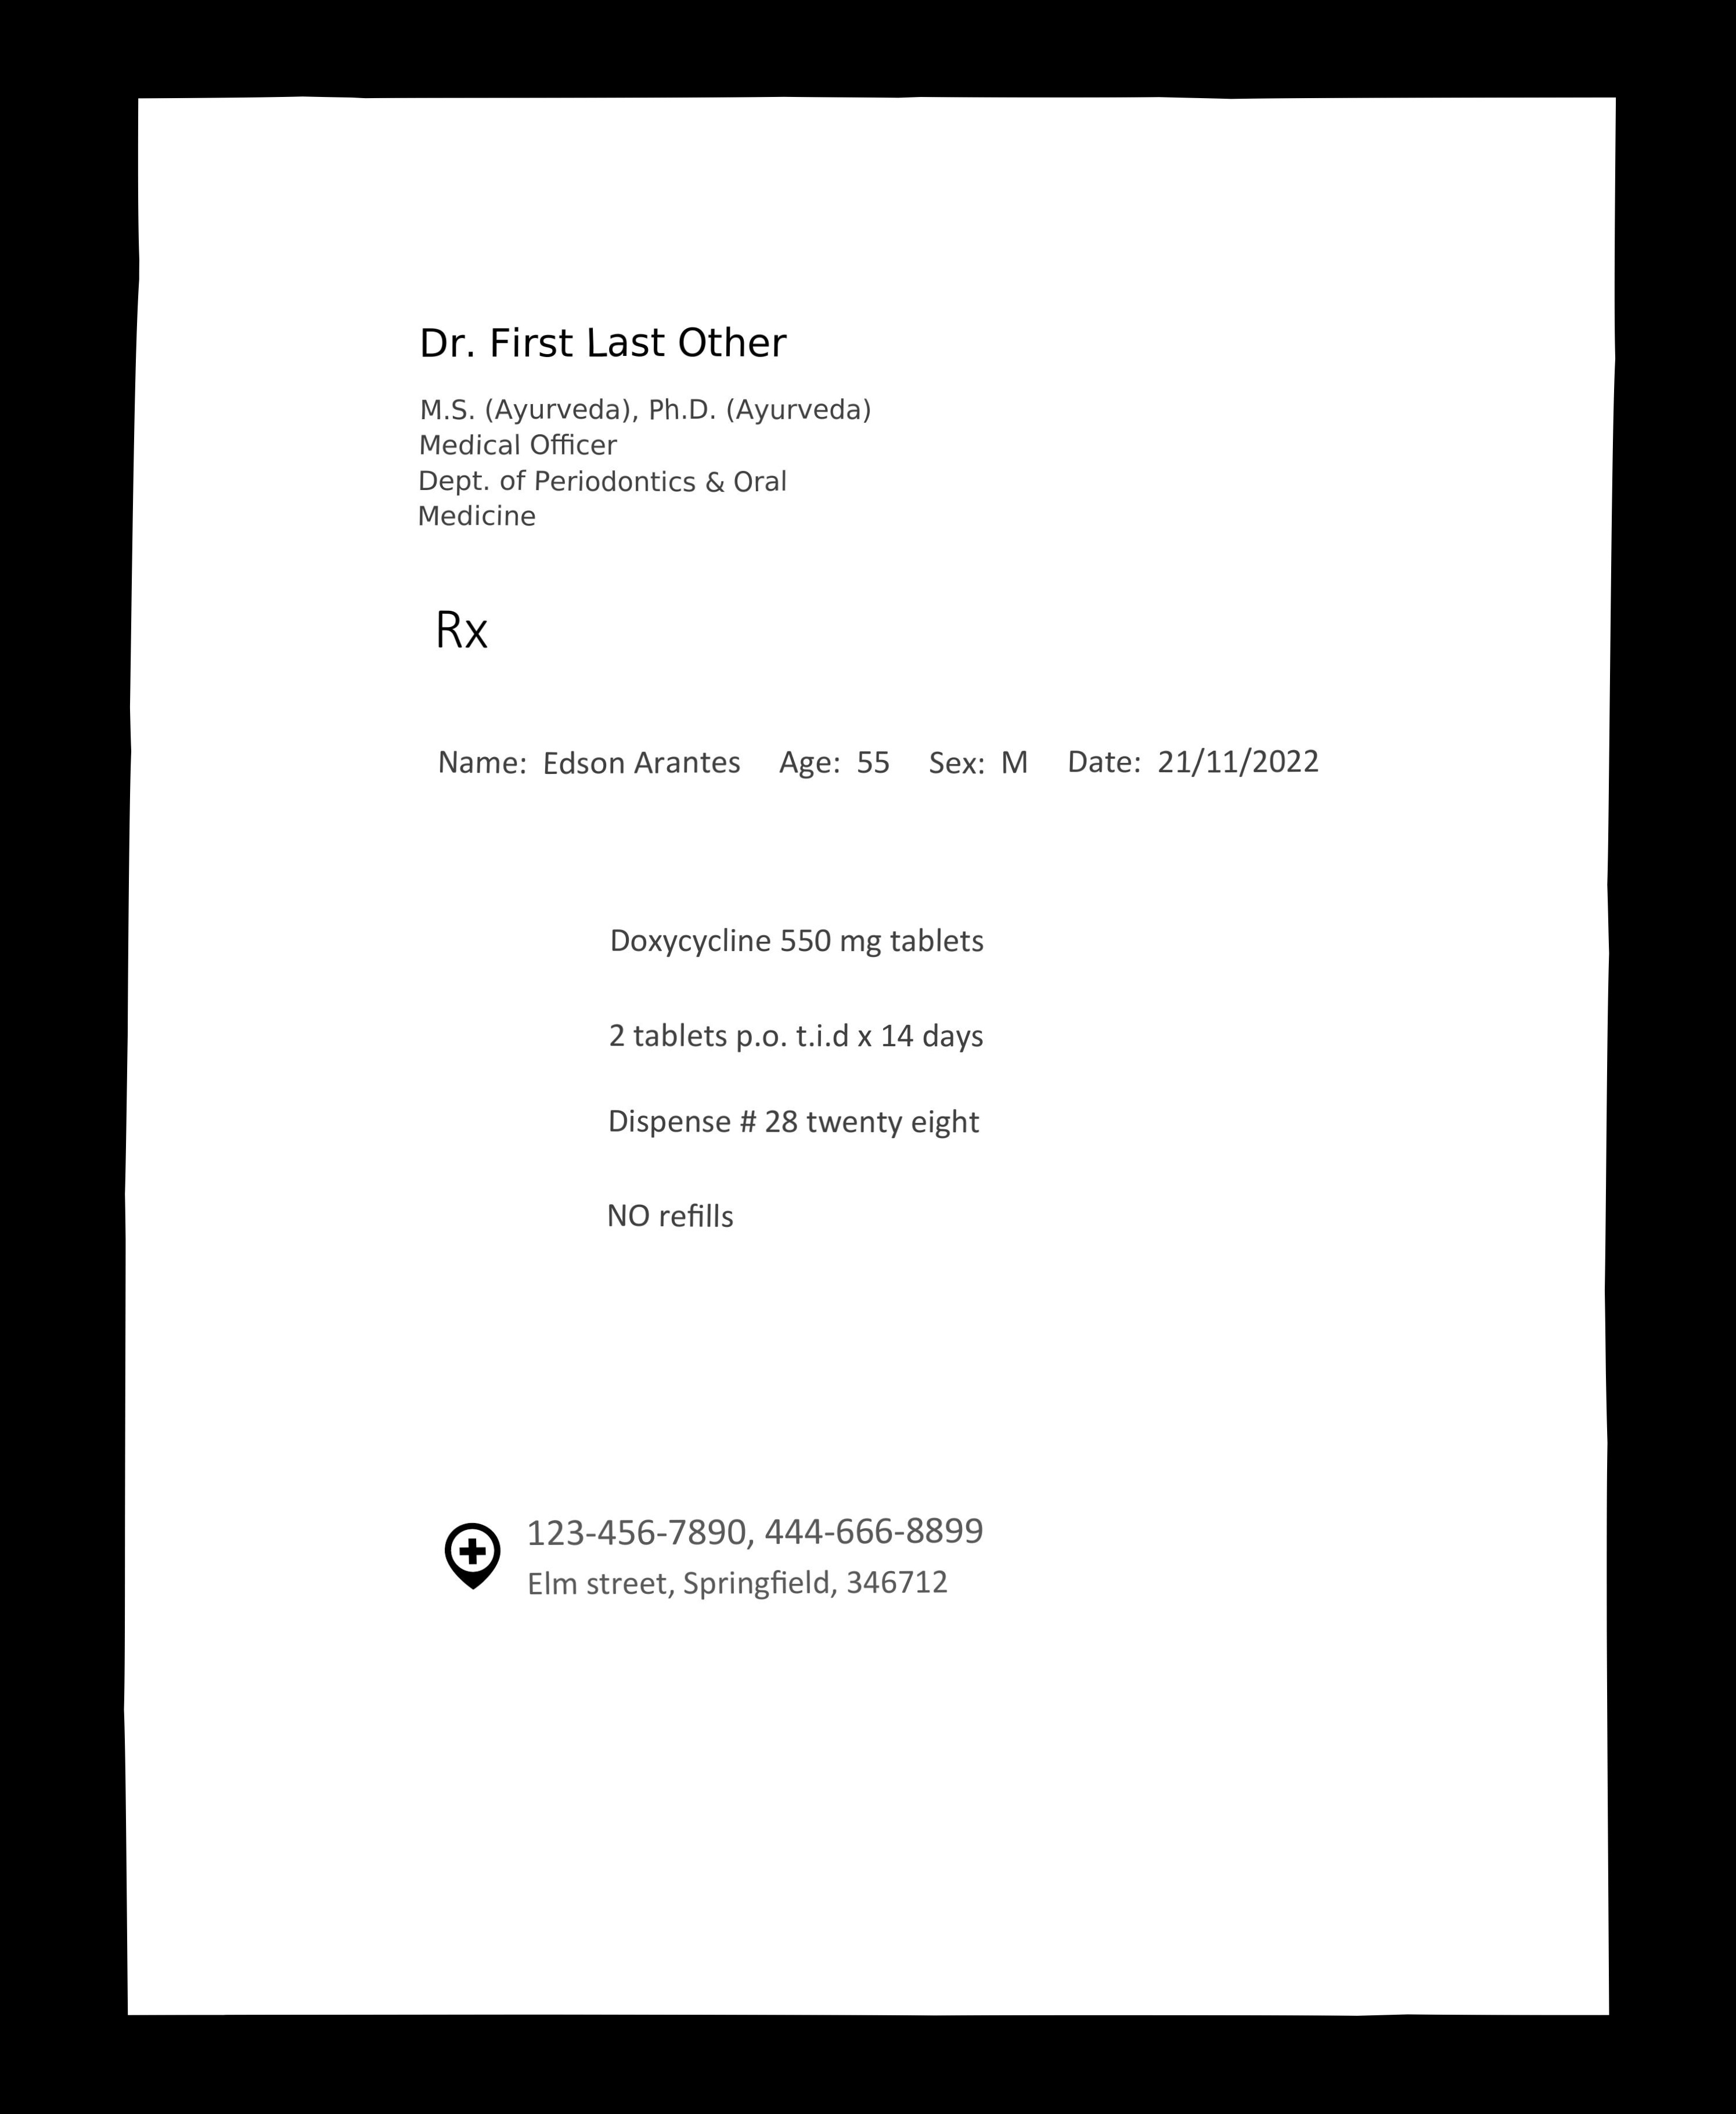 Dr. First Last Other
M.S. (Ayurveda), Ph.D. (Ayurveda)
Medical Officer
Dept. of Periodontics & Oral
Medicine
Rx
Name: Edson Arantes Age: 55 Sex: M Date: 21/11/2022
Doxycycline 550 mg tablets
2 tablets p.o. t.i.d x 14 days
Dispense # 28 twenty eight
NO refills
123-456-7890, 444-666-8899
Elm street, Springfield, 346712